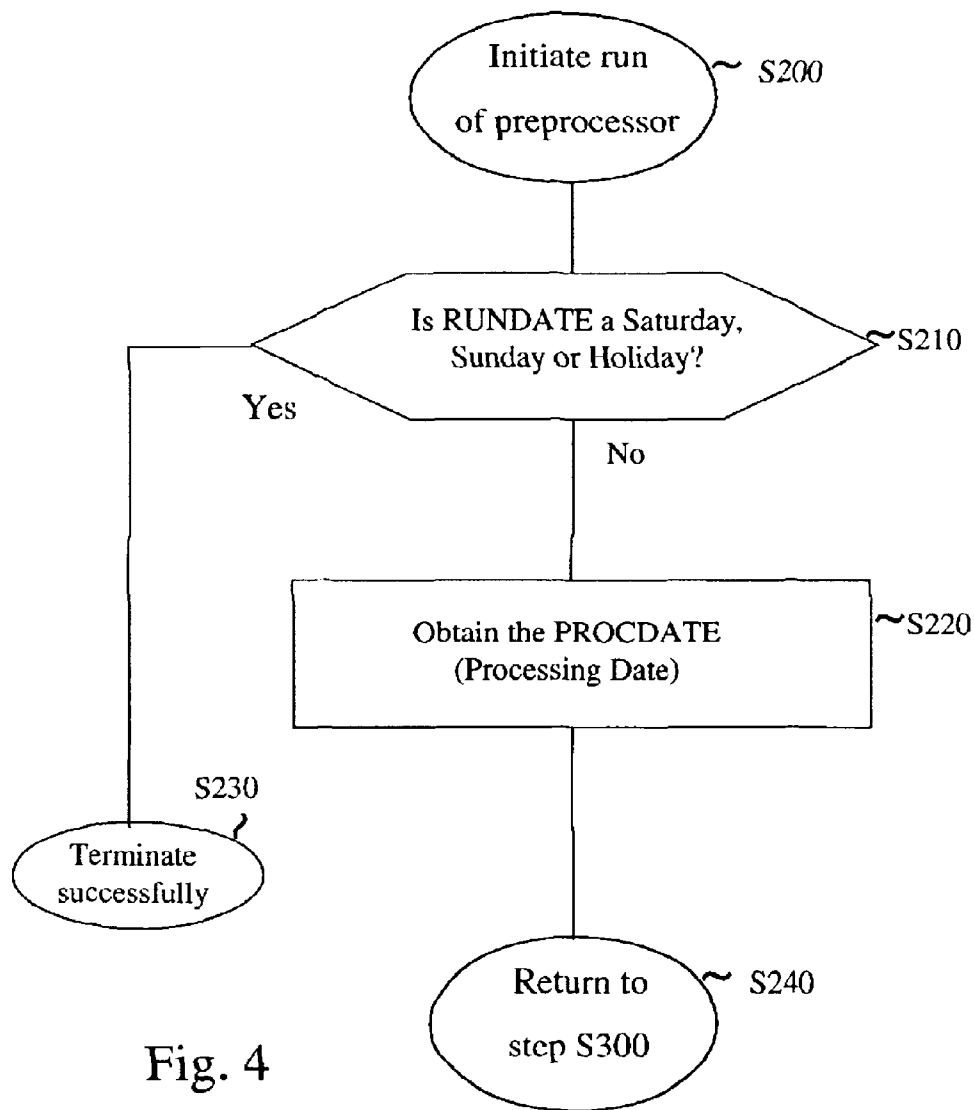 Initiate run
of preprocessor
~ S200
Is RUNDATE a Saturday,
Sunday or Holiday?
~S210
Yes
No
Obtain the PROCDATE
(Processing Date)
~S220
S230
Terminate
successfully
Return to
step S300
~ S240
Fig. 4